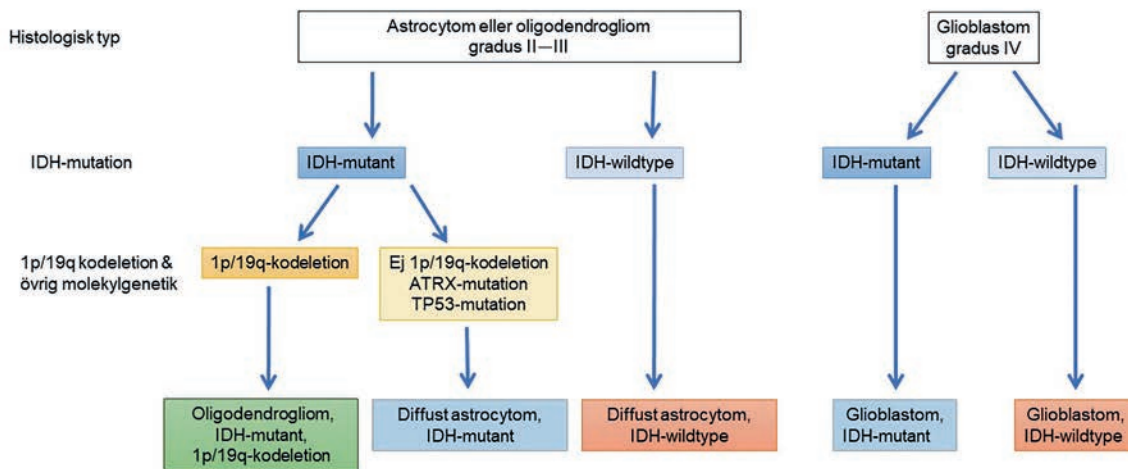 Histologisk typ
Astrocytom eller oligodendrogliom
gradus II—III
Glioblastom
gradus IV
IDH-mutation
IDH-mutant
IDH-wildtype
IDH-mutant
IDH-wildtype
1p/19q kodeletion &
övrig molekylgenetik
1p/19q-kodeletion
Ej 1p/19q-kodeletion
ATRX-mutation
TP53-mutation
Oligodendrogliom,
IDH-mutant,
1p/19q-kodeletion
Diffust astrocytom,
IDH-mutant
Diffust astrocytom,
IDH-wildtype
Glioblastom,
IDH-mutant
Glioblastom,
IDH-wildtype